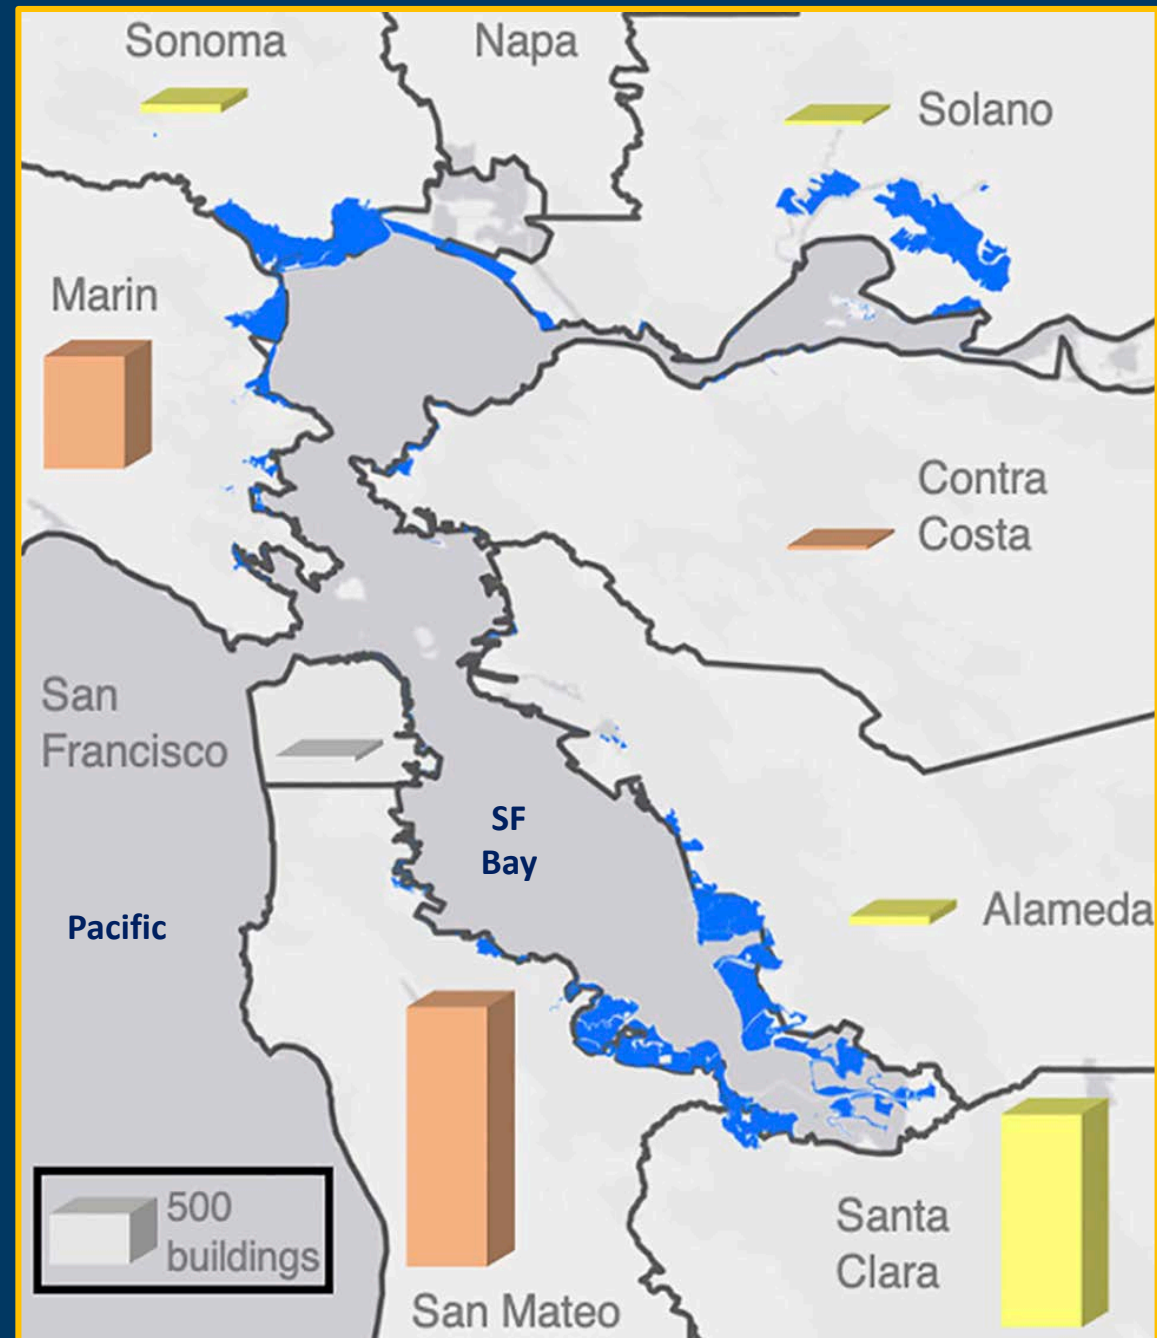 Sonoma
Napa
Solano
Marin
Contra
Costa
San
Francisco
SF
Bay
Pacific
Alameda
500
buildings
Santa
Clara
San Mateo